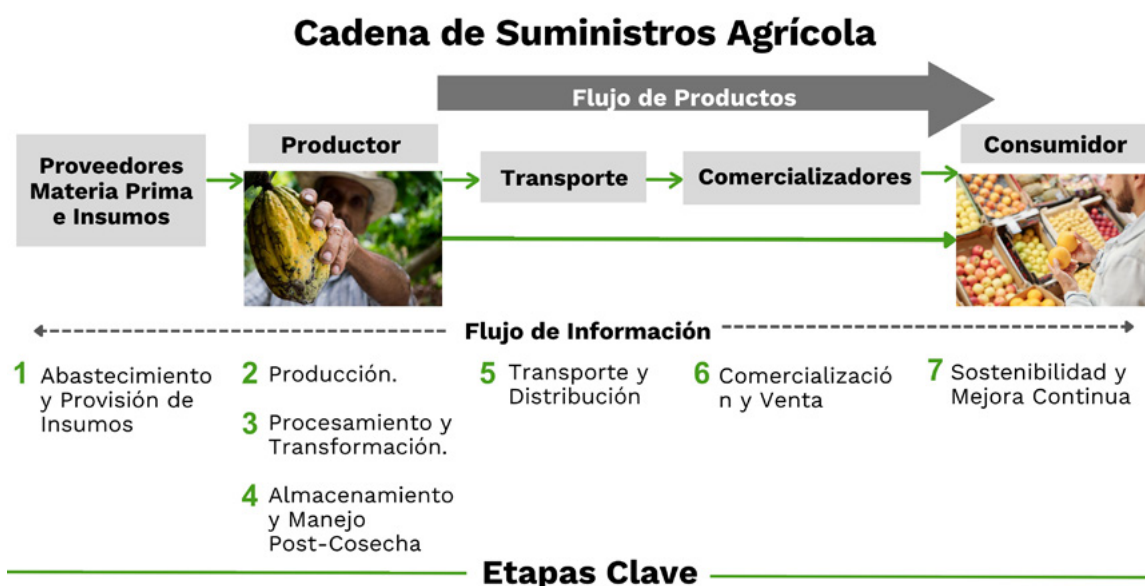 Cadena de Suministros Agrícola
Flujo de Productos
Proveedores
Materia Prima
e Insumos
Productor
Transporte
Comercializadores
Consumidor
Flujo de Información
1 Abastecimiento
y Provisión de
Insumos
2 Producción.
3 Procesamiento y
Transformación.
4 Almacenamiento
y Manejo
Post-Cosecha
5 Transporte y
Distribución
6 Comercializació
n y Venta
7 Sostenibilidad y
Mejora Continua
Etapas Clave